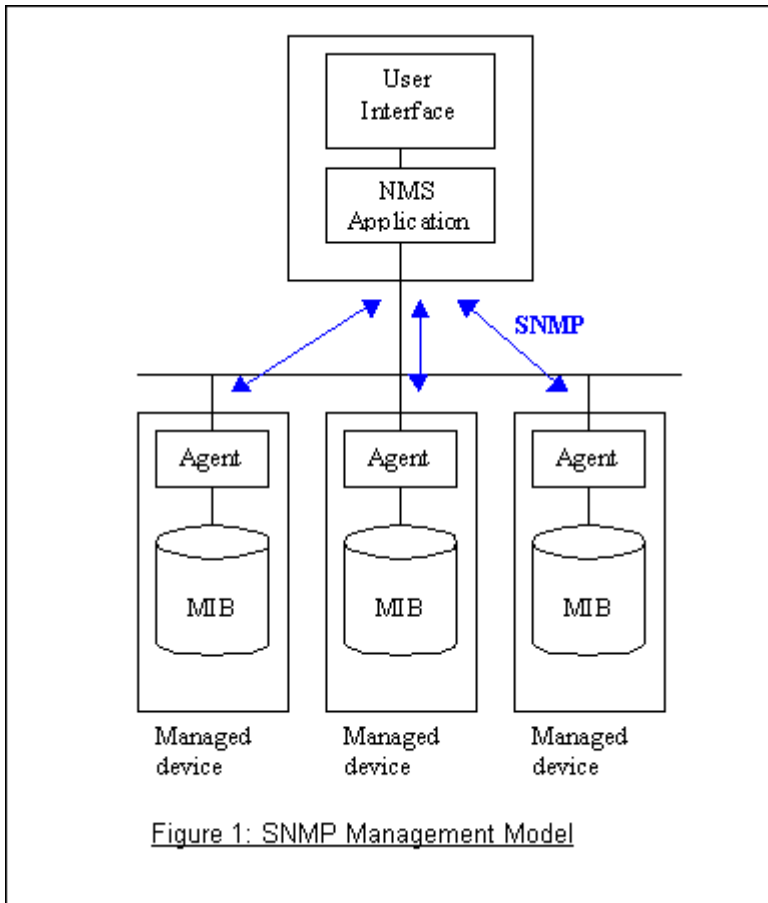 User
Interface
NMS
Application
SNMP
Agent
Agent
Agent
MIB
MIB
MIB
Managed
device
Managed
device
Managed
device
Figure 1: SNMP Management Model